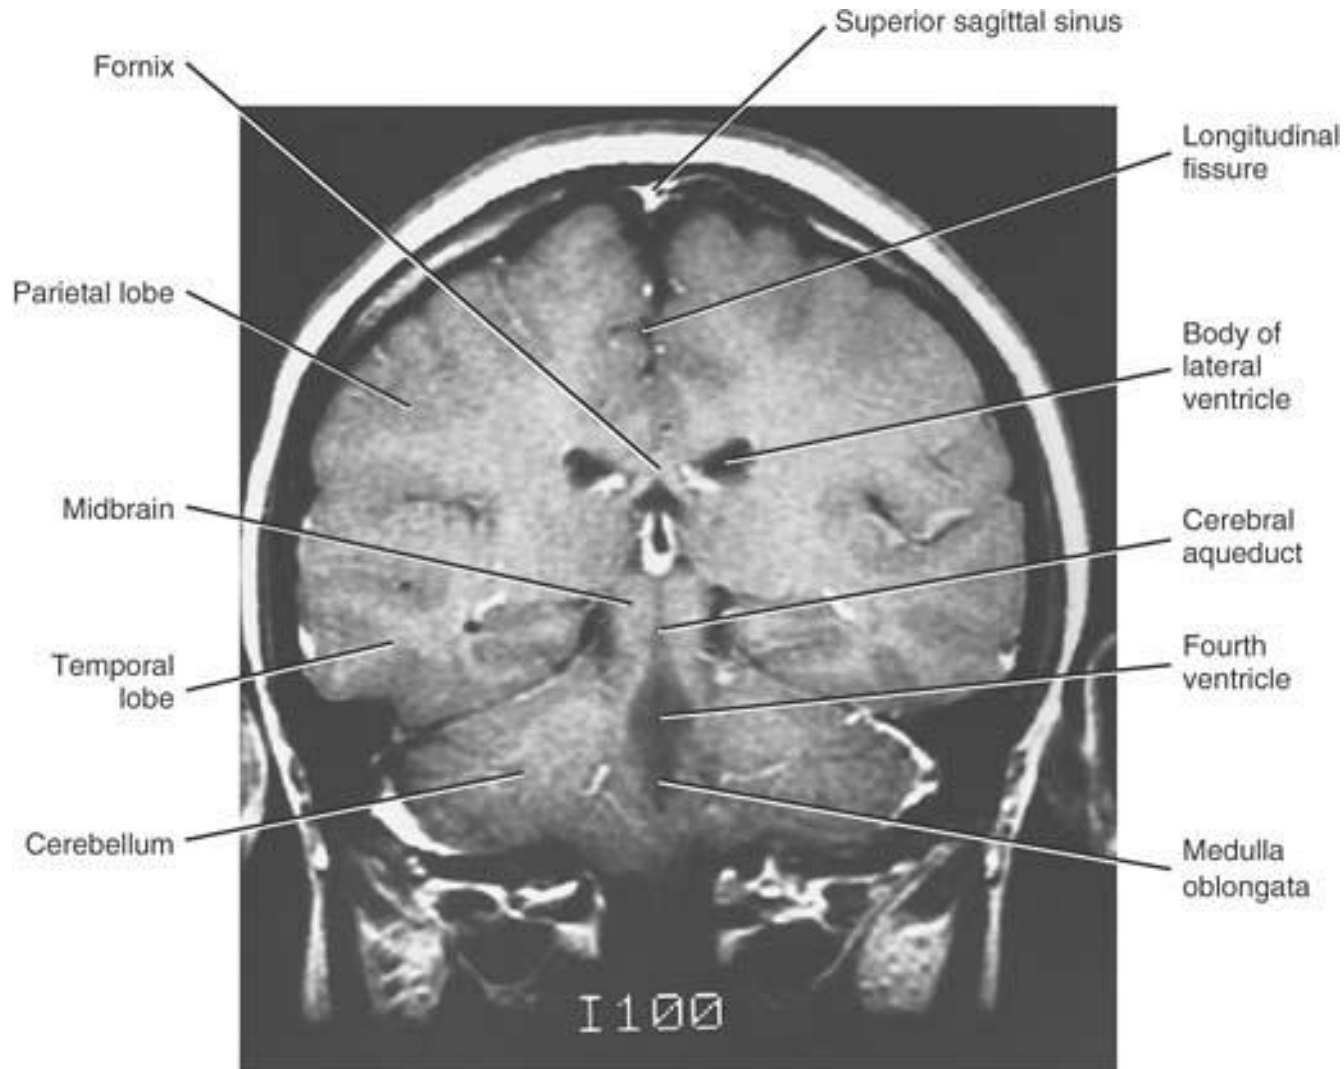 Superior sagittal sinus
Fornix
Longitudinal
fissure
Parietal lobe
Body of
lateral
ventricle
Midbrain
Cerebral
aqueduct
Temporal
lobe
Fourth
ventricle
Cerebellum
Medulla
oblongata
I100